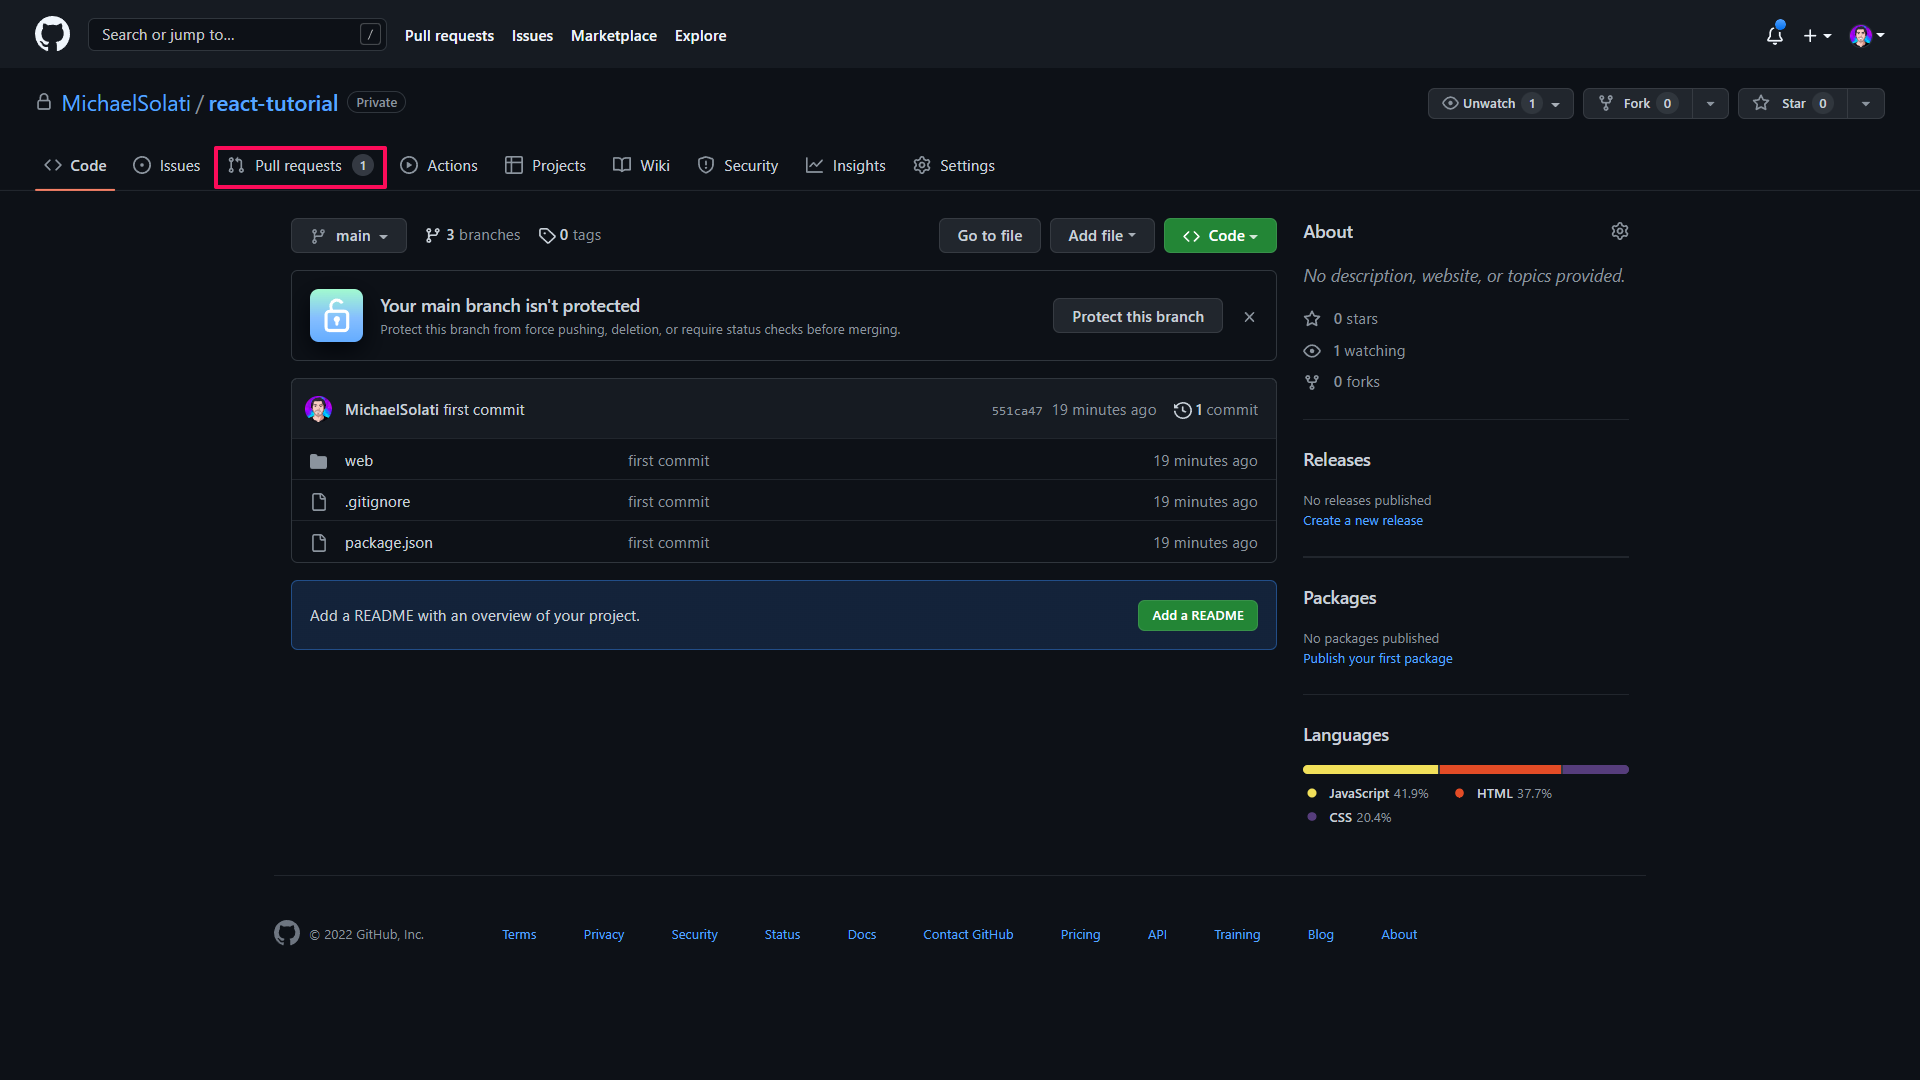 Search or jump to... / Pull requests Issues Marketplace Explore
MichaelSolati / react-tutorial Private Unwatch 1 Fork 0 Star 0
Code Issues Pull requests 1 Actions Projects Wiki Security Insights Settings
main 3 branches 0 tags Go to file Add file Code
Your main branch isn't protected
Protect this branch from force pushing, deletion, or require status checks before merging.
Protect this branch
MichaelSolati first commit 551ca47 19 minutes ago 1 commit
web first commit 19 minutes ago
.gitignore first commit 19 minutes ago
package.json first commit 19 minutes ago
Add a README with an overview of your project. Add a README
About
No description, website, or topics provided.
0 stars
1 watching
0 forks
Releases
No releases published
Create a new release
Packages
No packages published
Publish your first package
Languages
JavaScript 41.9% HTML 37.7%
CSS 20.4%
© 2022 GitHub, Inc. Terms Privacy Security Status Docs Contact GitHub Pricing API Training Blog About